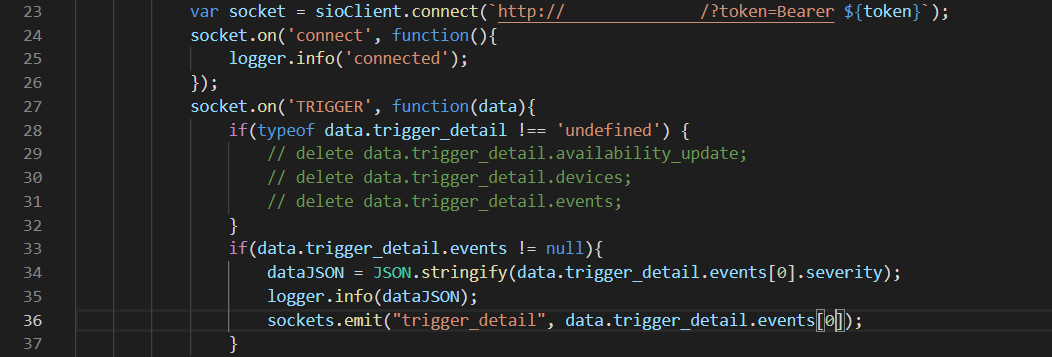 23 var socket = sioClient.connect(`http:// /?token=Bearer ${token}`);
24 socket.on('connect', function(){
25 logger.info('connected');
26 });
27 socket.on('TRIGGER', function(data){
28 if(typeof data.trigger_detail !== 'undefined') {
29 // delete data.trigger_detail.availability_update;
30 // delete data.trigger_detail.devices;
31 // delete data.trigger_detail.events;
32 }
33 if(data.trigger_detail.events != null){
34 dataJSON = JSON.stringify(data.trigger_detail.events[0].severity);
35 logger.info(dataJSON);
36 sockets.emit("trigger_detail", data.trigger_detail.events[0]);
37 }